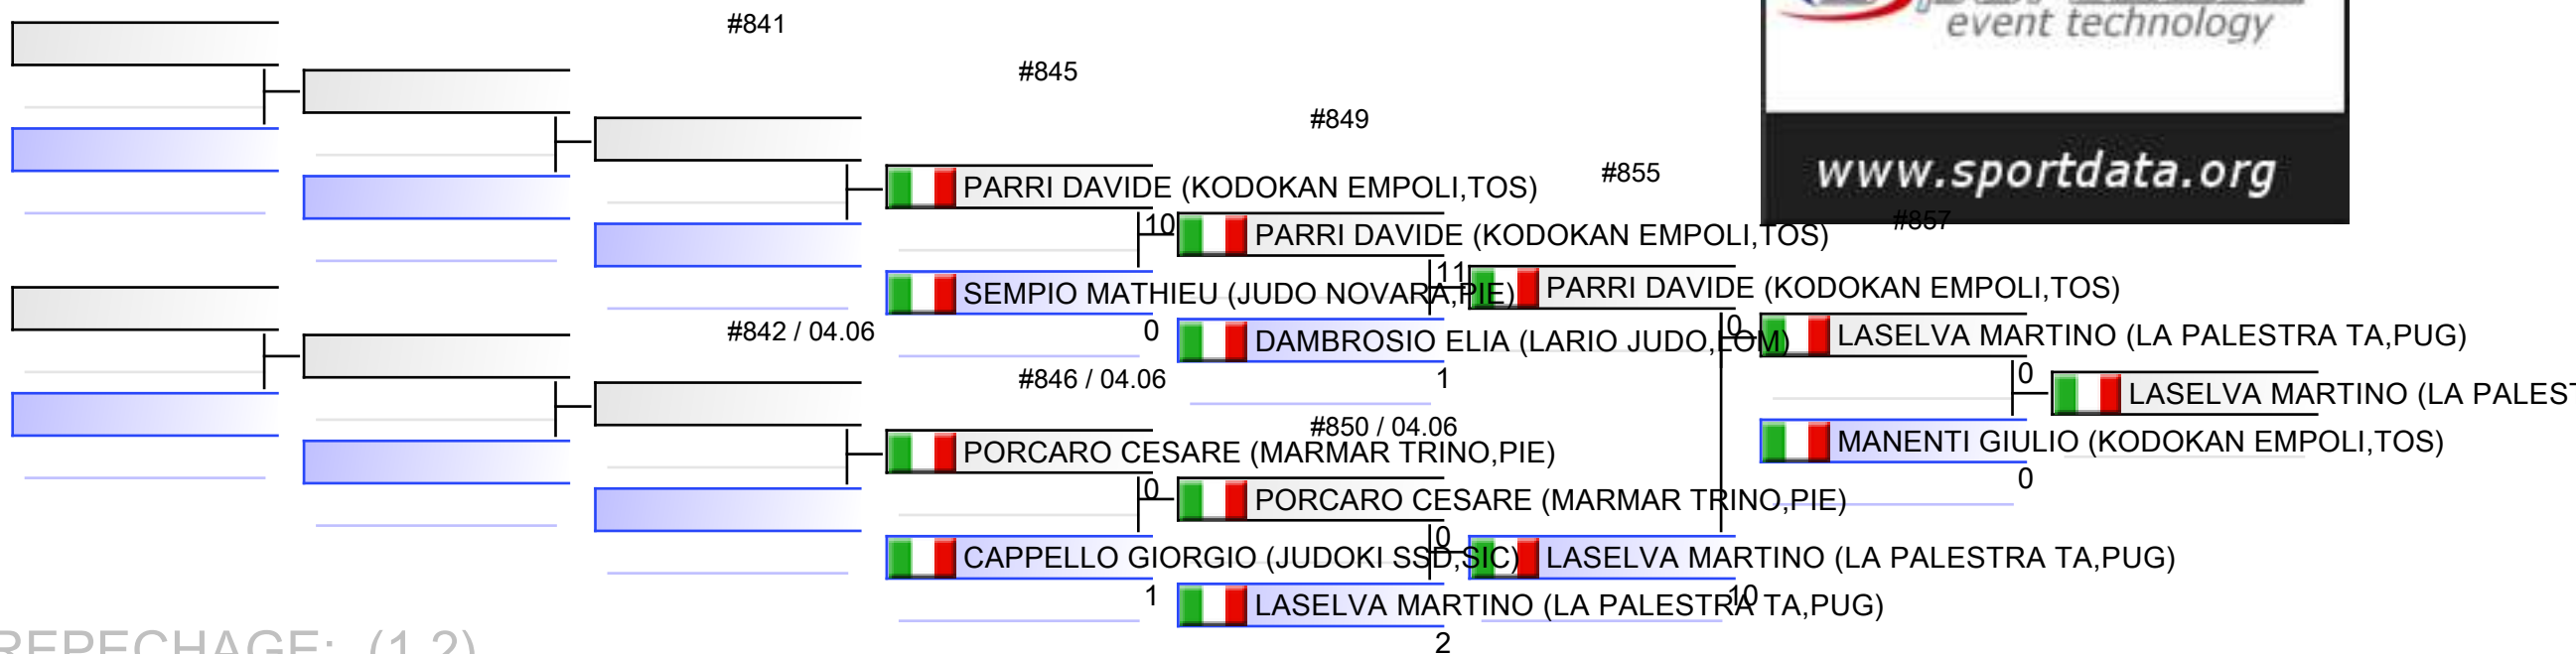 event technology
www.sportdata.org
#841
#845
#849
#855
#857
PARRI DAVIDE (KODOKAN EMPOLI,TOS)
10
PARRI DAVIDE (KODOKAN EMPOLI,TOS)
11
SEMPIO MATHIEU (JUDO NOVARA,PIE)
PARRI DAVIDE (KODOKAN EMPOLI,TOS)
#842 / 04.06
0
DAMBROSIO ELIA (LARIO JUDO,LOM)
0
LASELVA MARTINO (LA PALESTRA TA,PUG)
#846 / 04.06
1
0
LASELVA MARTINO (LA PALEST
#850 / 04.06
PORCARO CESARE (MARMAR TRINO,PIE)
MANENTI GIULIO (KODOKAN EMPOLI,TOS)
0
0
PORCARO CESARE (MARMAR TRINO,PIE)
0
CAPPELLO GIORGIO (JUDOKI SSD,SIC)
LASELVA MARTINO (LA PALESTRA TA,PUG)
1
LASELVA MARTINO (LA PALESTRA TA,PUG)
10
2
REPECHAGE: (1,2)